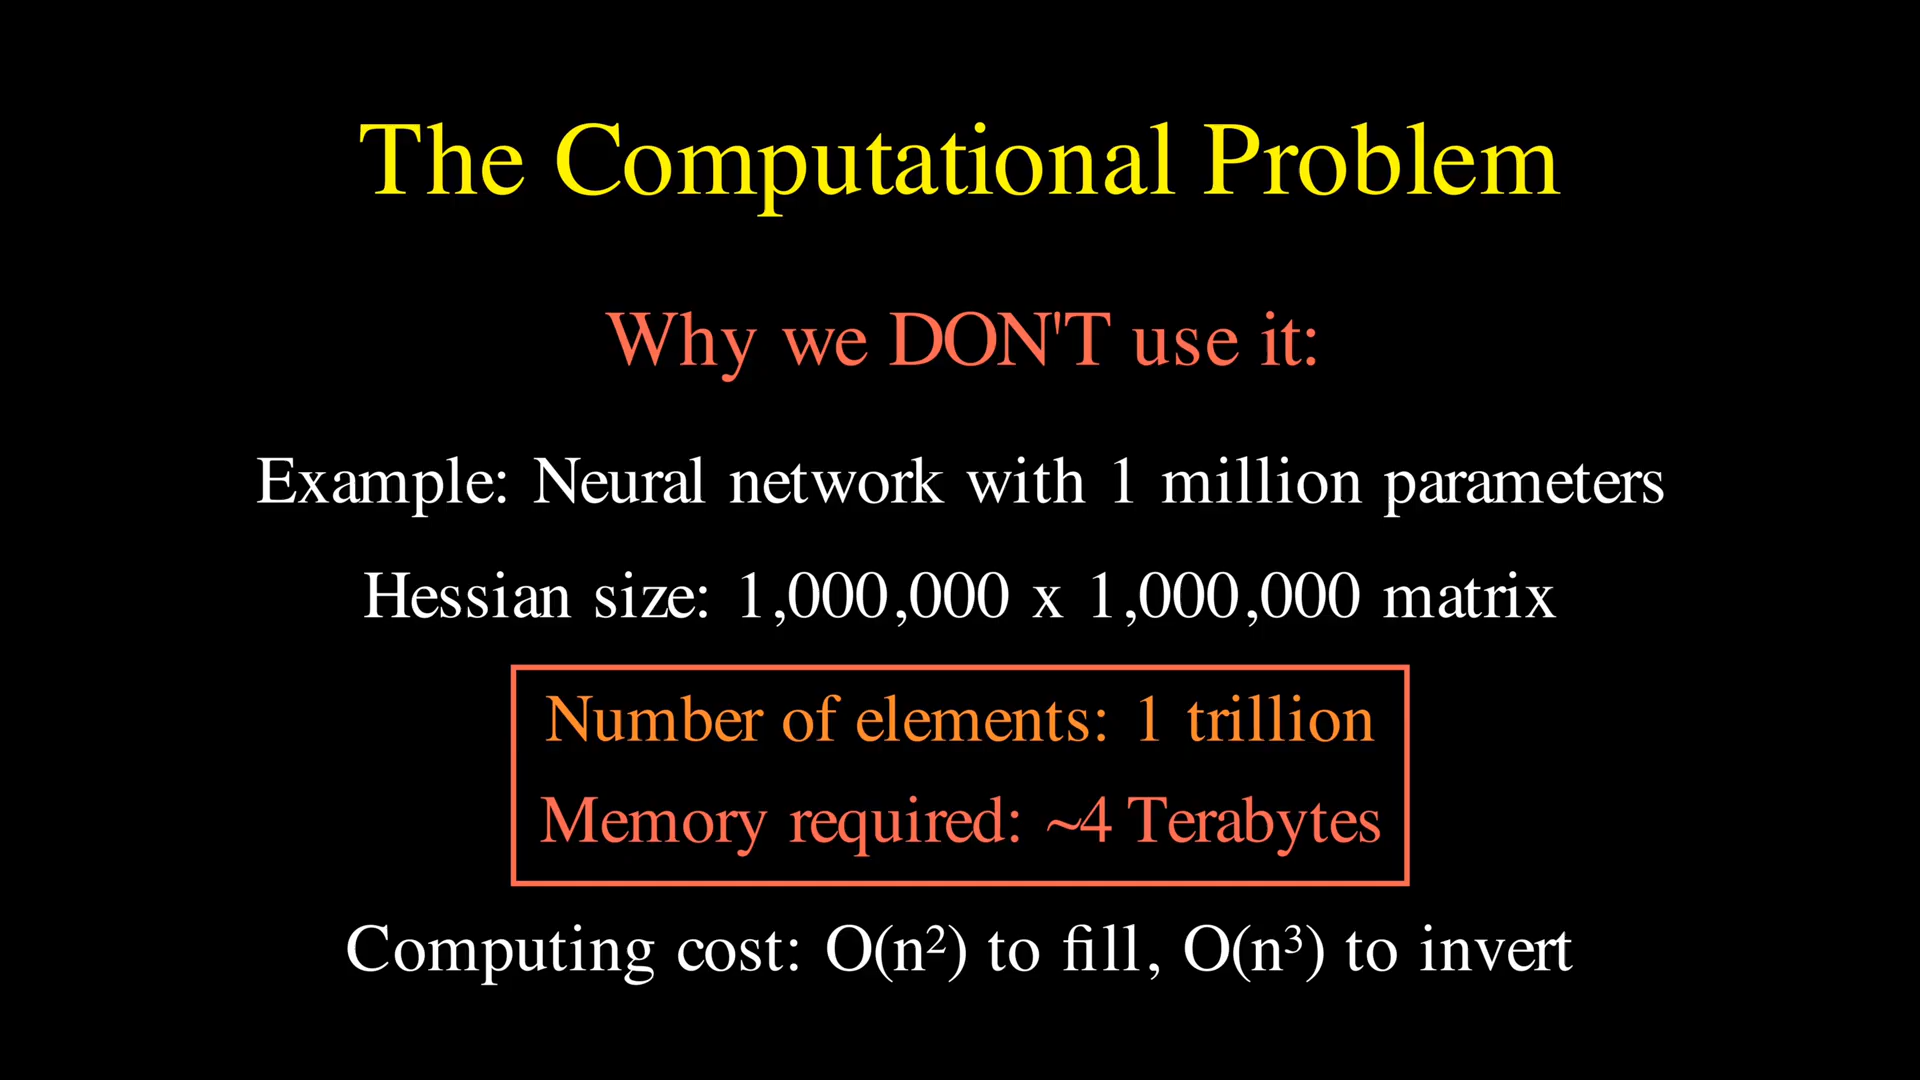 The Computational Problem
Why we DON'T use it:
Example: Neural network with 1 million parameters
Hessian size: 1,000,000 x 1,000,000 matrix
Number of elements: 1 trillion
Memory required: ~4 Terabytes
Computing cost: O(n²) to fill, O(n³) to invert